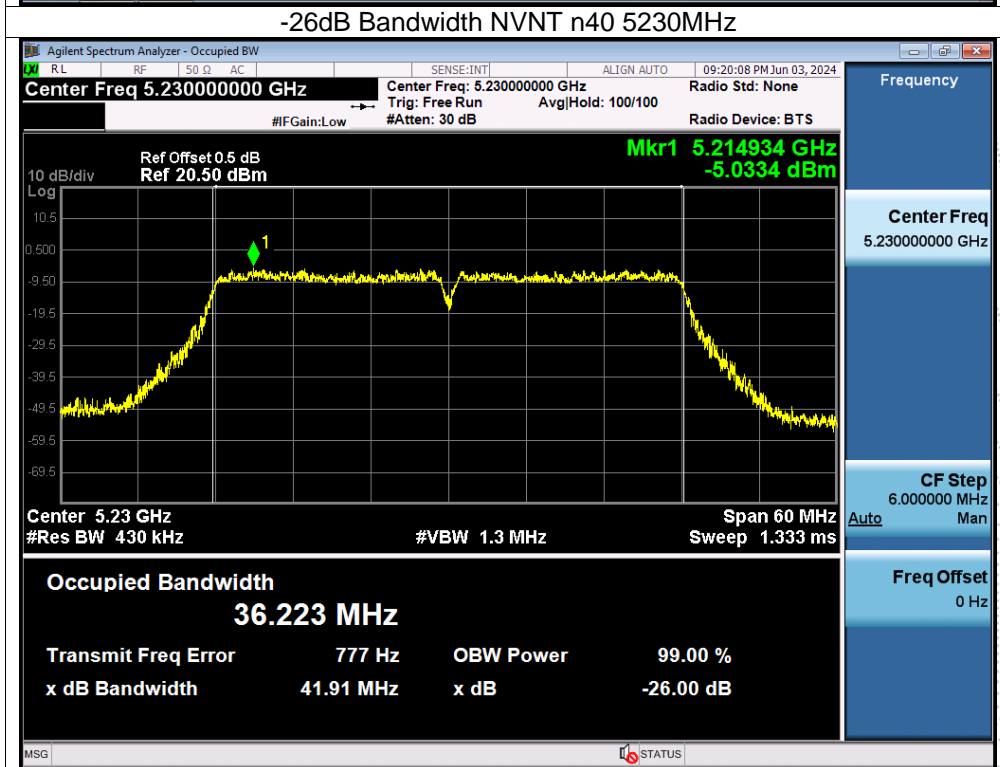 -26dB Bandwidth NVNT n40 5230MHz
Agilent Spectrum Analyzer - Occupied BW
LXI RL RF 50 Ω AC SENSE:INT ALIGN AUTO 09:20:08 PM Jun 03, 2024
Center Freq 5.230000000 GHz Center Freq: 5.230000000 GHz Radio Std: None
Trig: Free Run Avg|Hold: 100/100
#IFGain:Low #Atten: 30 dB Radio Device: BTS
Frequency
Mkr1 5.214934 GHz
-5.0334 dBm
Ref Offset 0.5 dB
10 dB/div Ref 20.50 dBm
Log
10.5
0.500
-9.50
-19.5
-29.5
-39.5
-49.5
-59.5
-69.5
1
Center Freq
5.230000000 GHz
Center 5.23 GHz Span 60 MHz
#Res BW 430 kHz #VBW 1.3 MHz Sweep 1.333 ms
CF Step
6.000000 MHz
Auto Man
Occupied Bandwidth
36.223 MHz
Transmit Freq Error 777 Hz OBW Power 99.00 %
x dB Bandwidth 41.91 MHz x dB -26.00 dB
Freq Offset
0 Hz
MSG STATUS